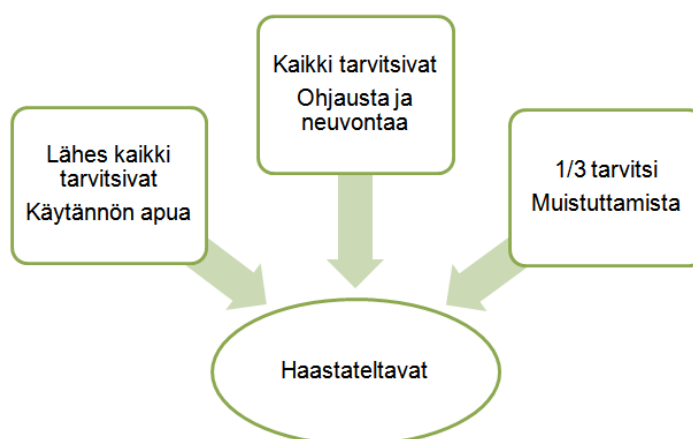 Lähes kaikki
tarvitsivat
Käytännön apua
Kaikki tarvitsivat
Ohjausta ja
neuvontaa
1/3 tarvitsi
Muistuttamista
Haastateltavat